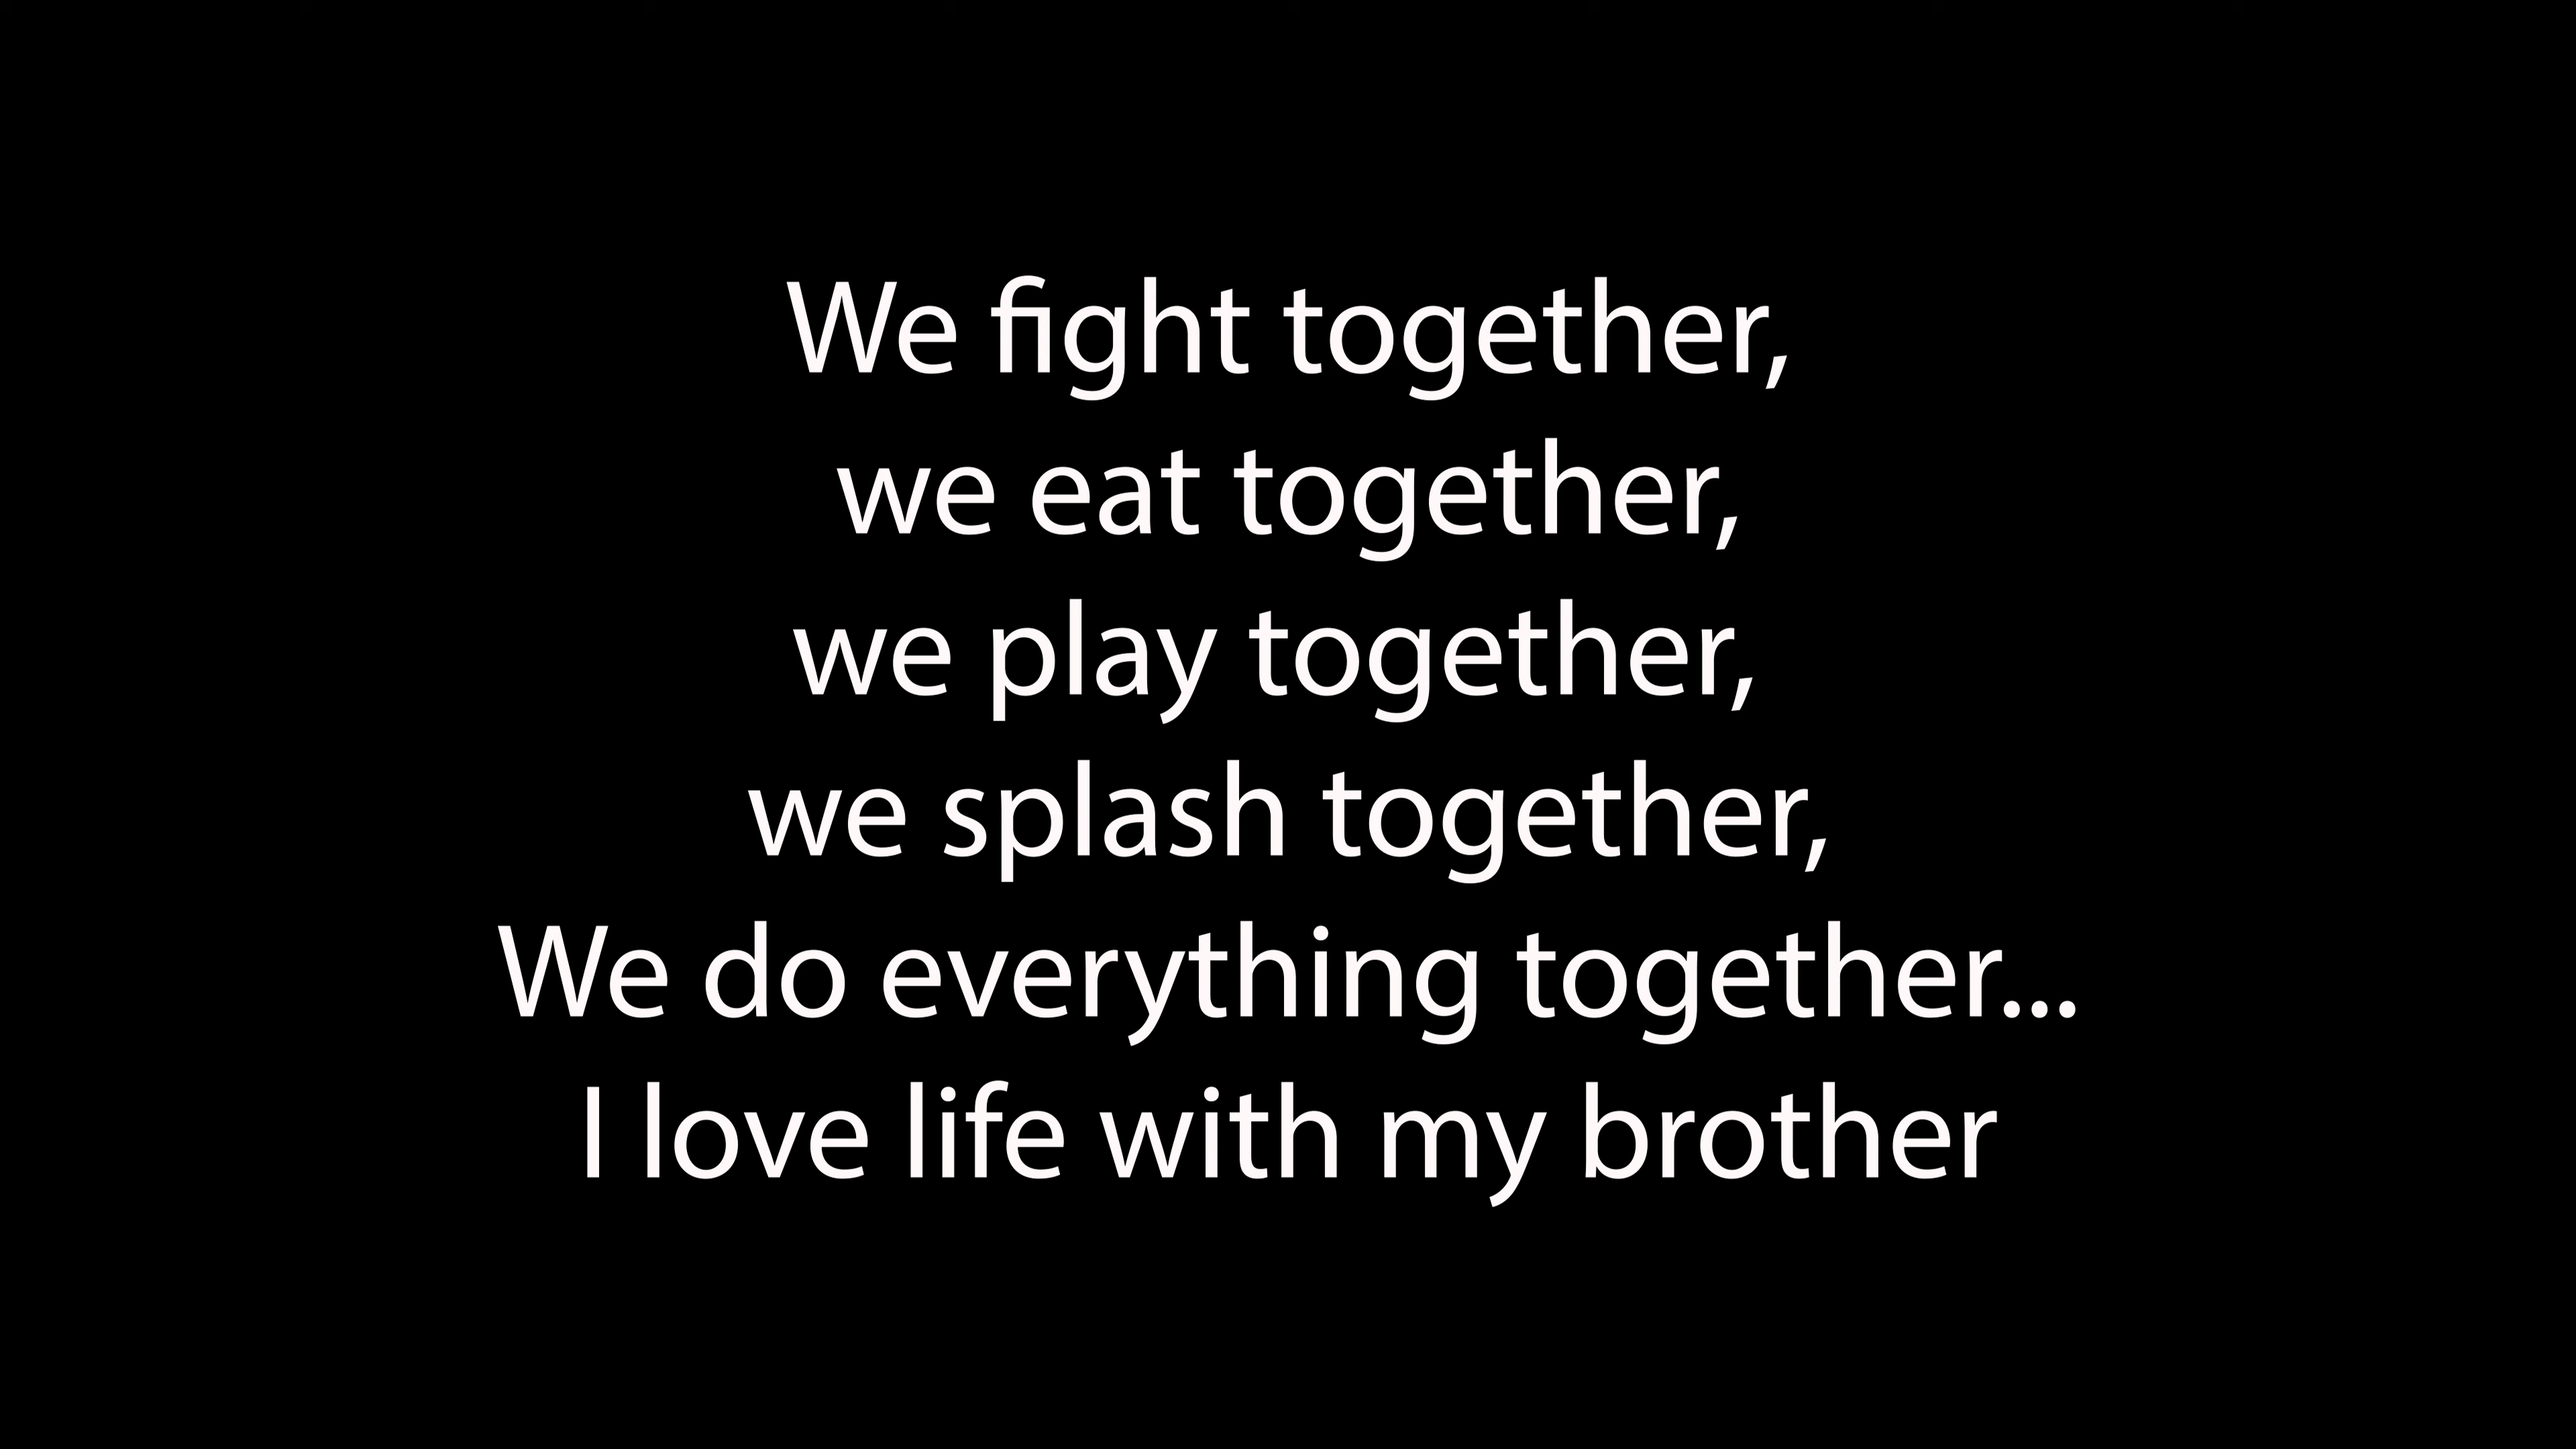 We fight together,
we eat together,
we play together,
we splash together,
We do everything together...
I love life with my brother